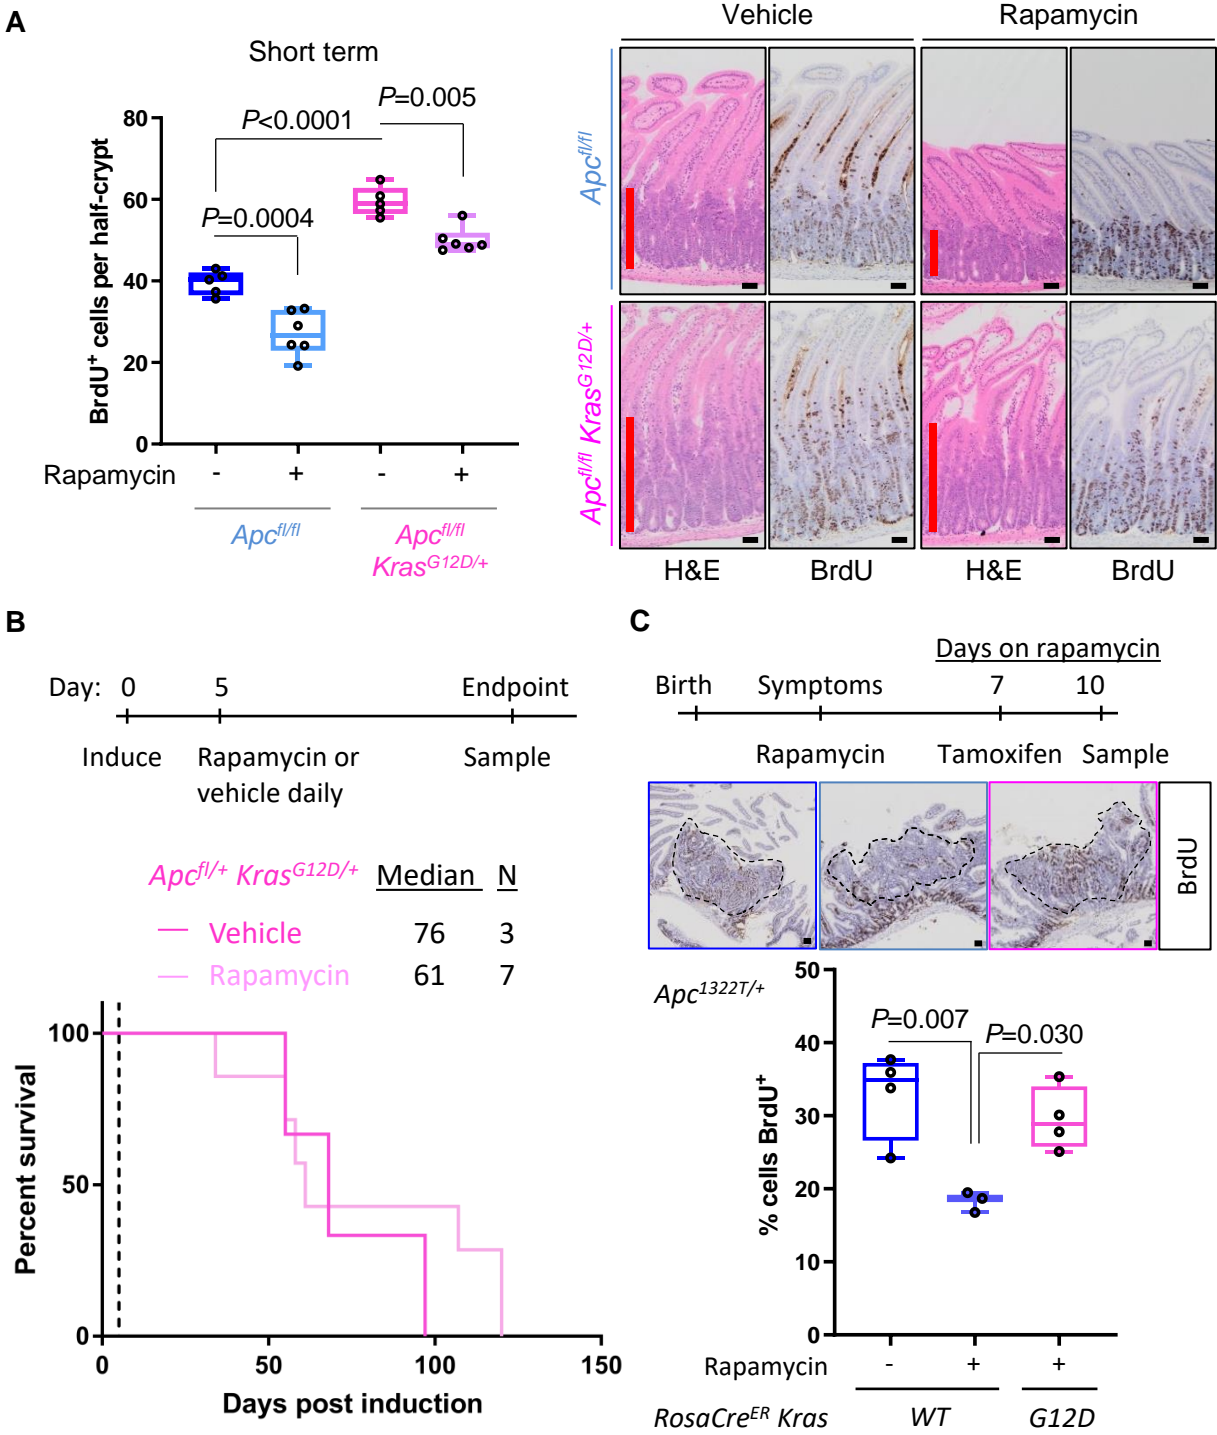 A
Short term
P<0.0001
P=0.005
P=0.0004
BrdU+ cells per half-crypt
80
60
40
20
0
Rapamycin - + - +
Apcfl/fl
Apcfl/fl
KrasG12D/+
Vehicle Rapamycin
Apcfl/fl
Apcfl/fl KrasG12D/+
H&E BrdU H&E BrdU
B
Day: 0 5 Endpoint
Induce Rapamycin or Sample
vehicle daily
Apcfl/+ KrasG12D/+ Median N
Vehicle 76 3
Rapamycin 61 7
Percent survival
100
50
0
0 50 100 150
Days post induction
C
Days on rapamycin
Birth Symptoms 7 10
Rapamycin Tamoxifen Sample
BrdU
Apc1322T/+
P=0.007
P=0.030
% cells BrdU+
50
40
30
20
10
0
Rapamycin - + +
RosaCreER Kras WT G12D